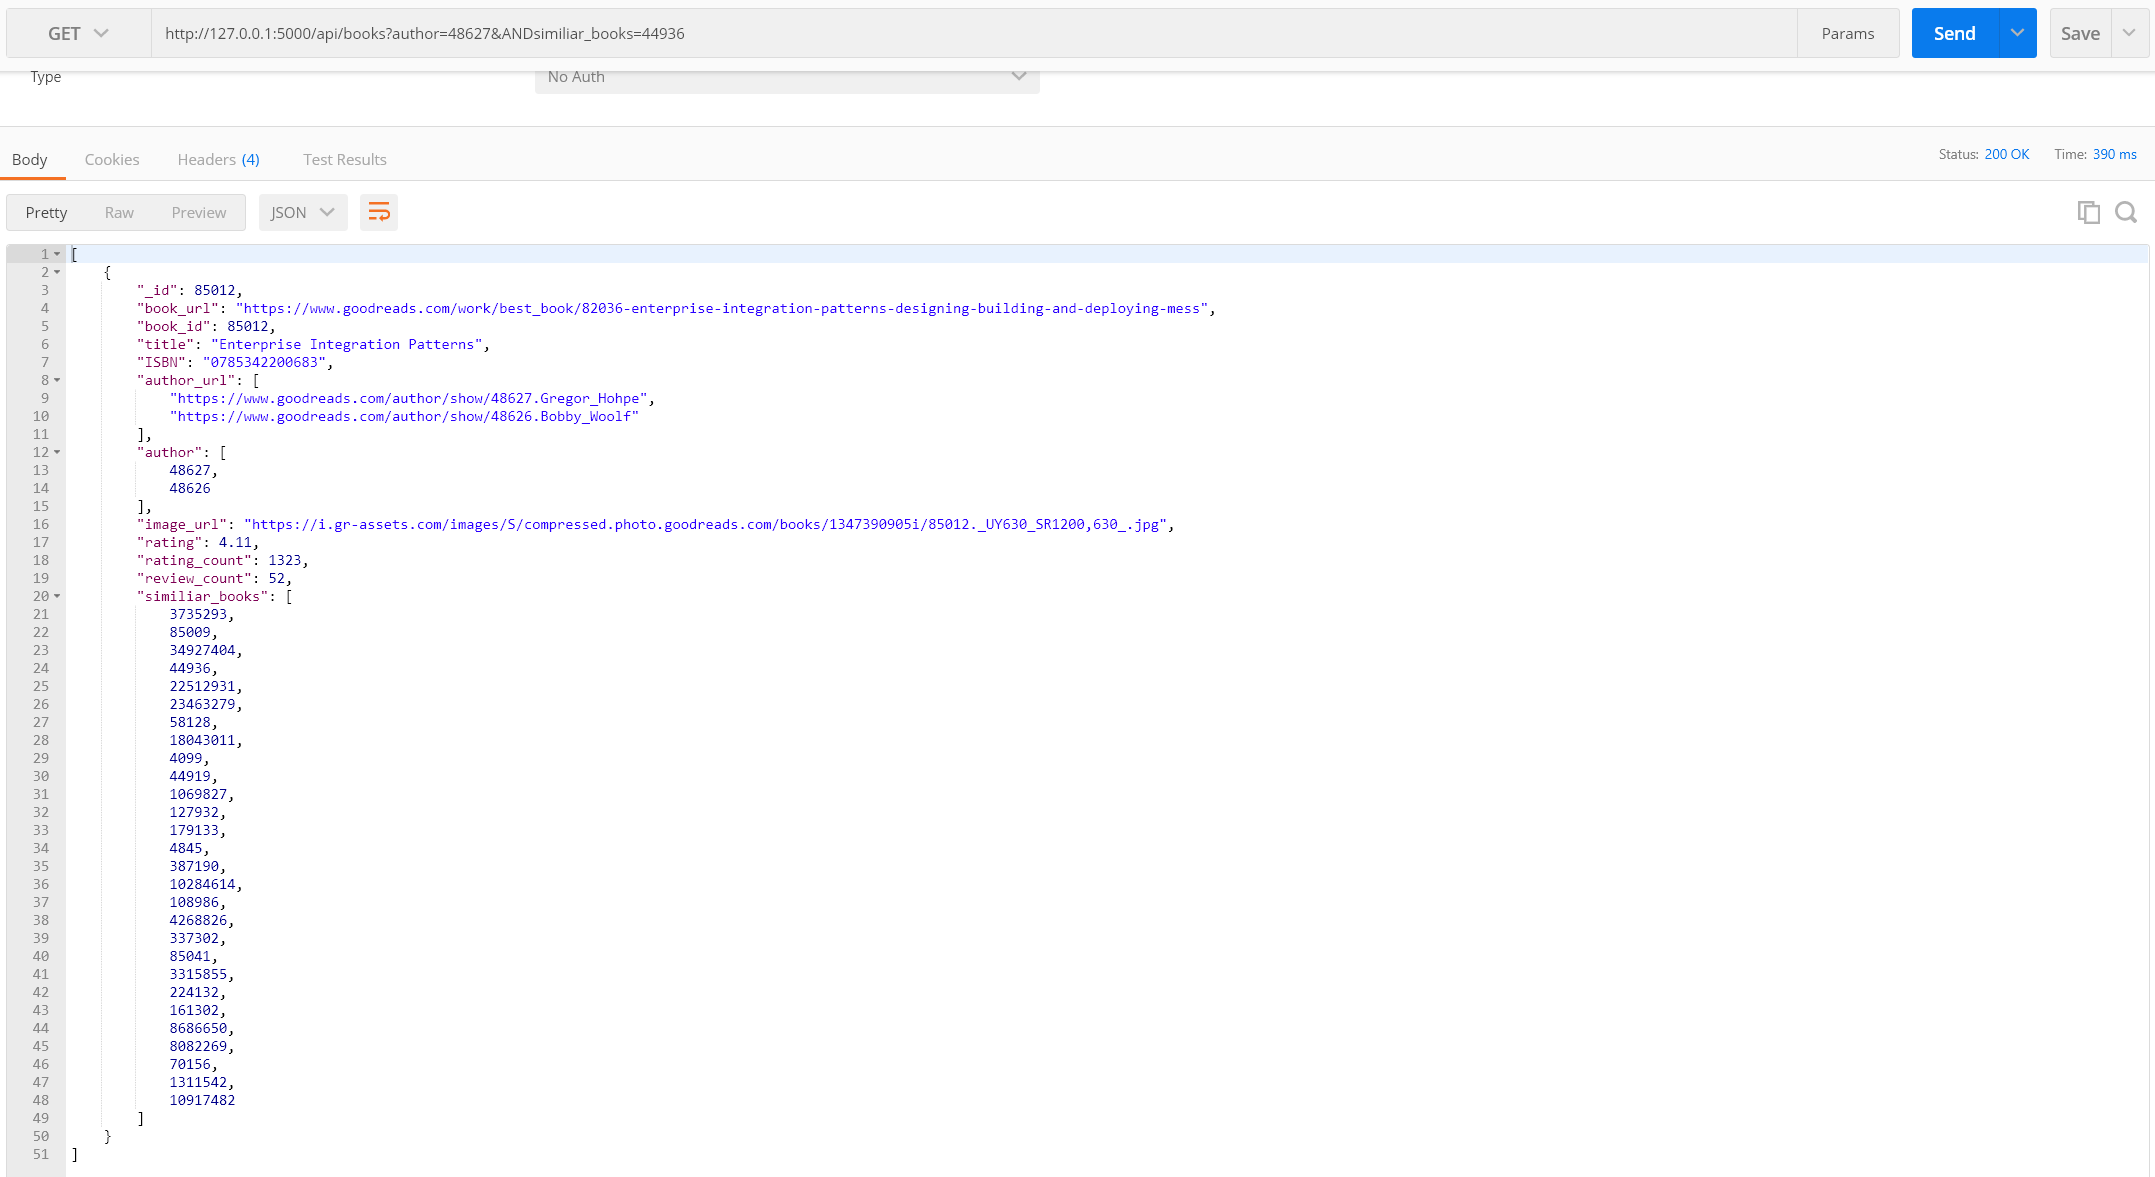 GET http://127.0.0.1:5000/api/books?author=48627&ANDsimiliar_books=44936 Params Send Save
Type No Auth
Body Cookies Headers (4) Test Results Status: 200 OK Time: 390 ms
Pretty Raw Preview JSON
1 [
2 {
3 "_id": 85012,
4 "book_url": "https://www.goodreads.com/work/best_book/82036-enterprise-integration-patterns-designing-building-and-deploying-mess",
5 "book_id": 85012,
6 "title": "Enterprise Integration Patterns",
7 "ISBN": "0785342200683",
8 "author_url": [
9 "https://www.goodreads.com/author/show/48627.Gregor_Hohpe",
10 "https://www.goodreads.com/author/show/48626.Bobby_Woolf"
11 ],
12 "author": [
13 48627,
14 48626
15 ],
16 "image_url": "https://i.gr-assets.com/images/S/compressed.photo.goodreads.com/books/1347390905i/85012._UY630_SR1200,630_.jpg",
17 "rating": 4.11,
18 "rating_count": 1323,
19 "review_count": 52,
20 "similiar_books": [
21 3735293,
22 85009,
23 34927404,
24 44936,
25 22512931,
26 23463279,
27 58128,
28 18043011,
29 4099,
30 44919,
31 1069827,
32 127932,
33 179133,
34 4845,
35 387190,
36 10284614,
37 108986,
38 4268826,
39 337302,
40 85041,
41 3315855,
42 224132,
43 161302,
44 8686650,
45 8082269,
46 70156,
47 1311542,
48 10917482
49 ]
50 }
51 ]